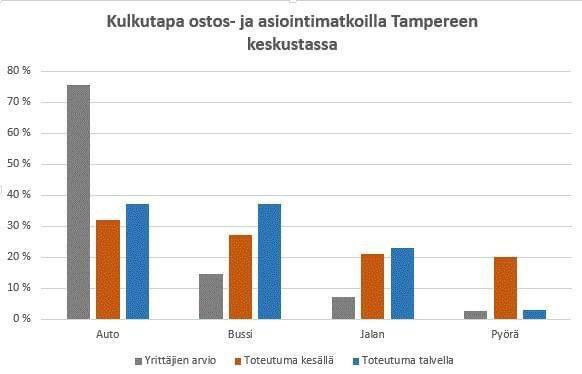 Kulkutapa ostos- ja asiointimatkoilla Tampereen
keskustassa
80 %
70 %
60 %
50 %
40 %
30 %
20 %
10 %
0 %
Auto Bussi Jalan Pyörä
Yrittäjien arvio Toteutuma kesällä Toteutuma talvella